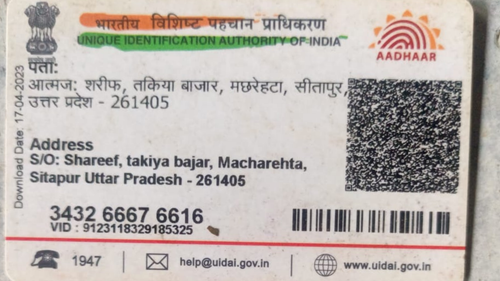 भारतीय विशिष्ट पहचान प्राधिकरण
UNIQUE IDENTIFICATION AUTHORITY OF INDIA
AADHAAR
पता:
आत्मज: शरीफ, तकिया बाजार, मछरेहटा, सीतापुर,
उत्तर प्रदेश - 261405
Download Date: 17-04-2023
Address
S/O: Shareef, takiya bajar, Macharehta,
Sitapur Uttar Pradesh - 261405
3432 6667 6616
VID : 9123118329185325
1947
help@uidai.gov.in
www.uidai.gov.in